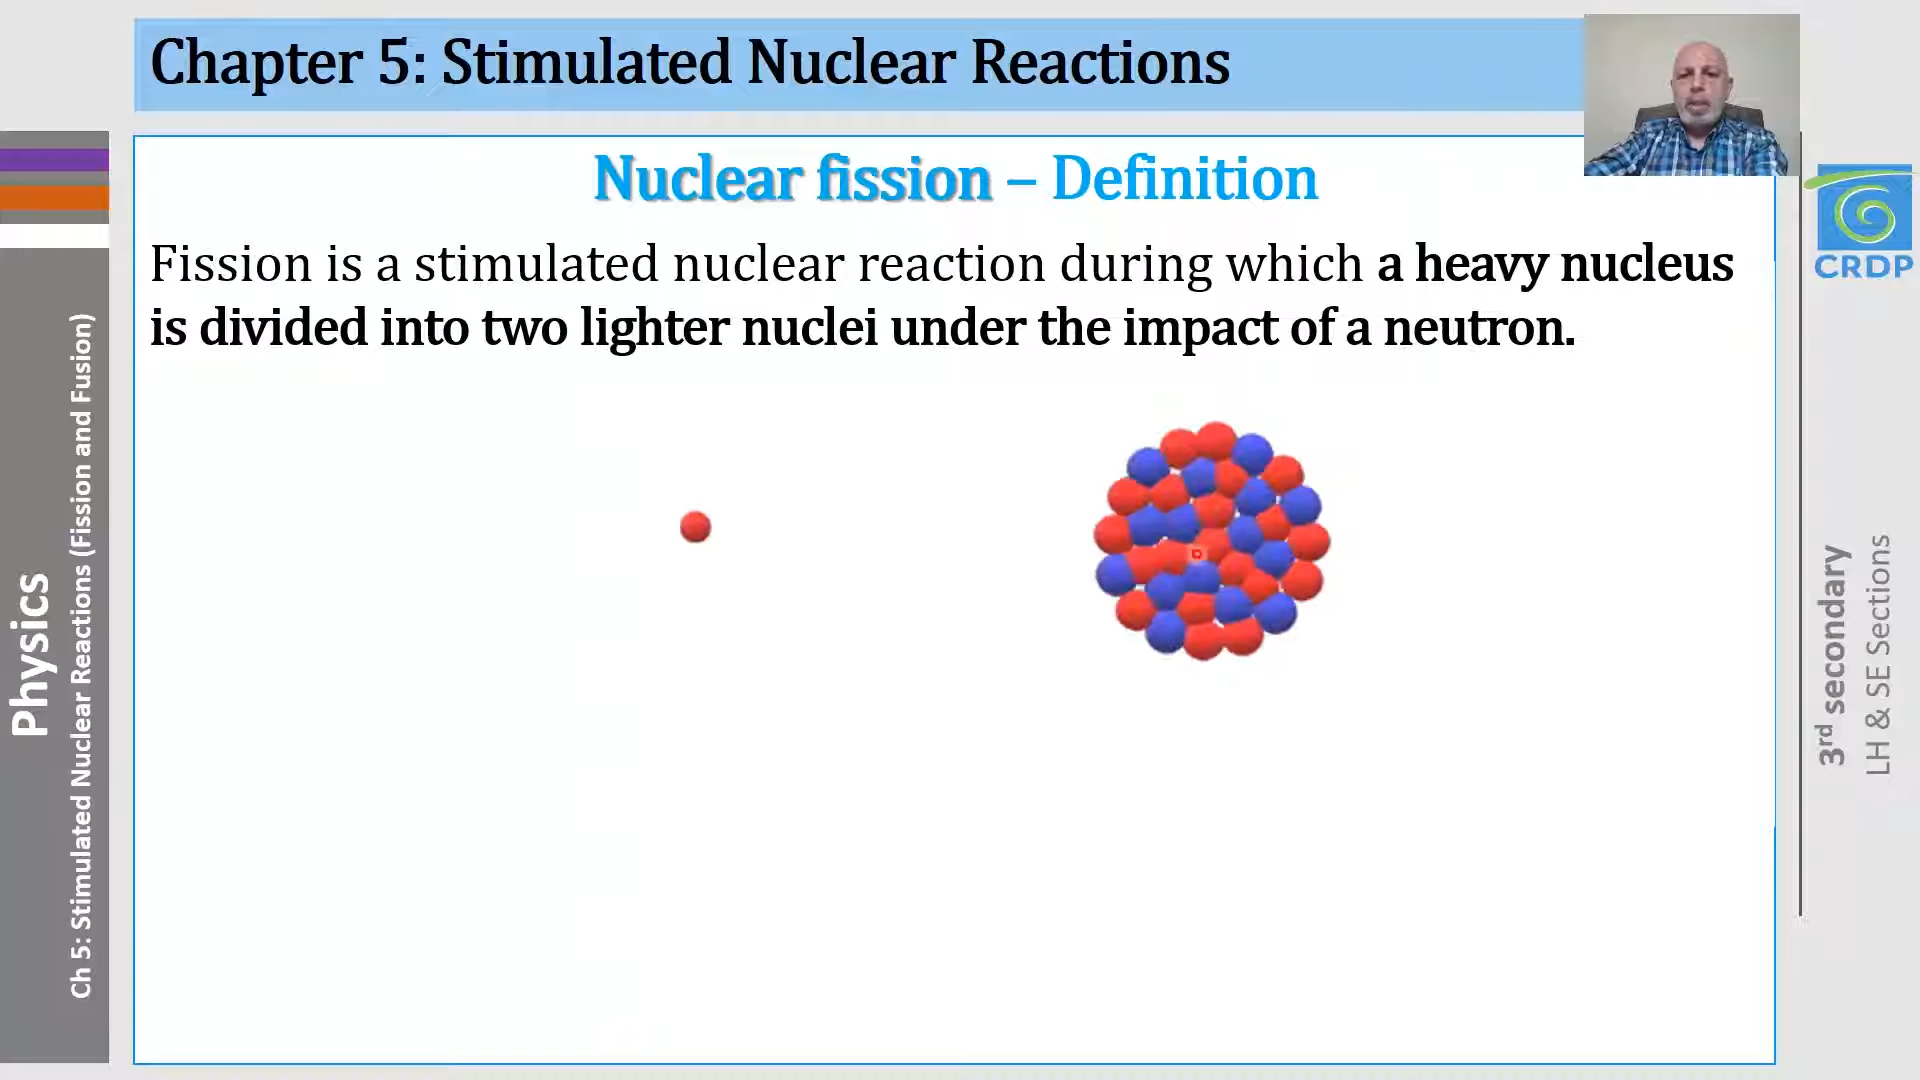 Chapter 5: Stimulated Nuclear Reactions
Nuclear fission – Definition
Fission is a stimulated nuclear reaction during which a heavy nucleus
is divided into two lighter nuclei under the impact of a neutron.
Physics
Ch 5: Stimulated Nuclear Reactions (Fission and Fusion)
CRDP
3rd secondary
LH & SE Sections